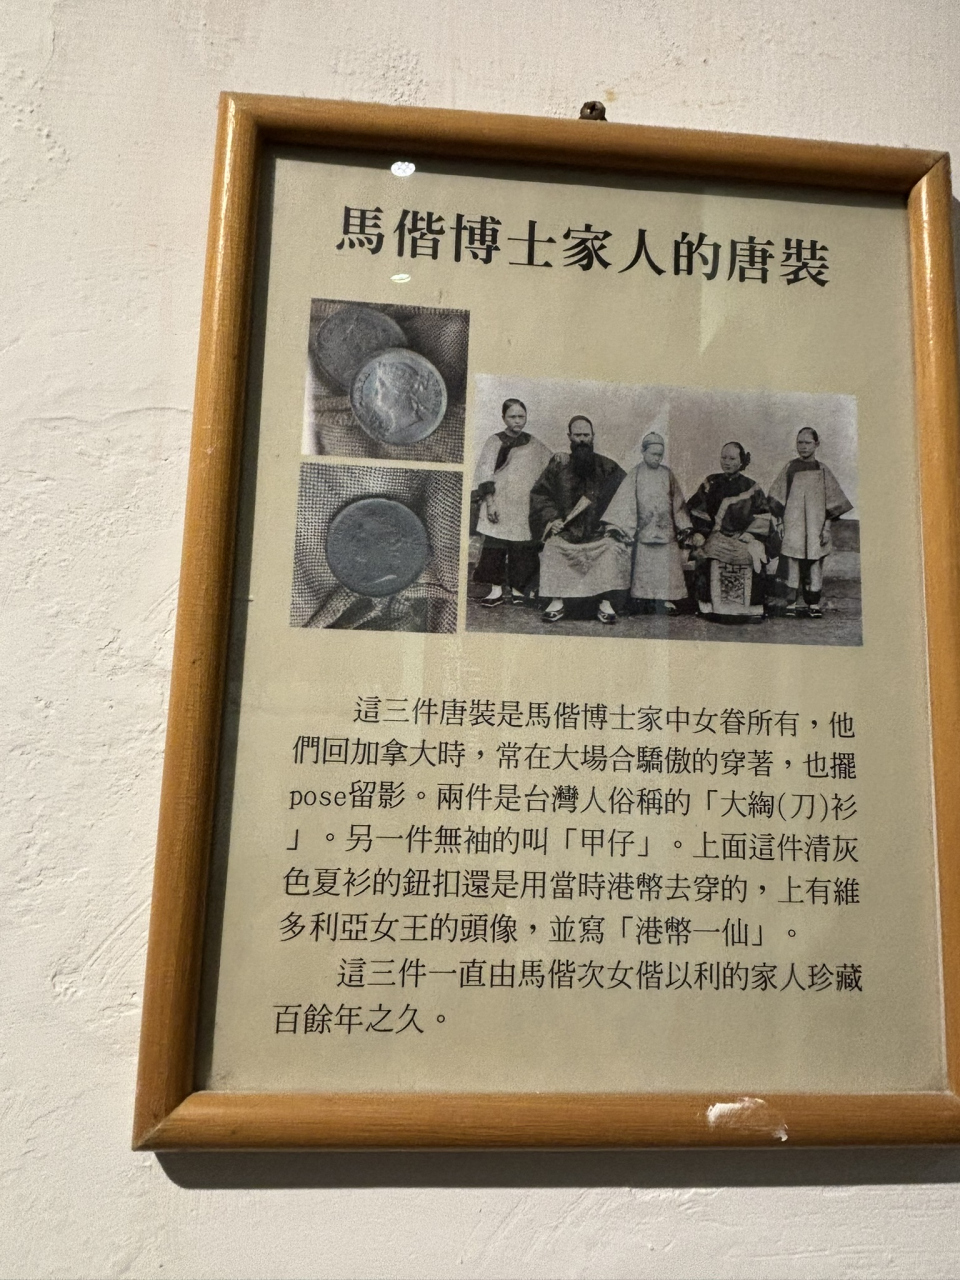 馬偕博士家人的唐裝
這三件唐裝是馬偕博士家中女眷所有，他
們回加拿大時，常在大場合驕傲的穿著，也擺
pose留影。兩件是台灣人俗稱的「大綯(刀)衫
」。另一件無袖的叫「甲仔」。上面這件清灰
色夏衫的鈕扣還是用當時港幣去穿的，上有維
多利亞女王的頭像，並寫「港幣一仙」。
這三件一直由馬偕次女偕以利的家人珍藏
百餘年之久。